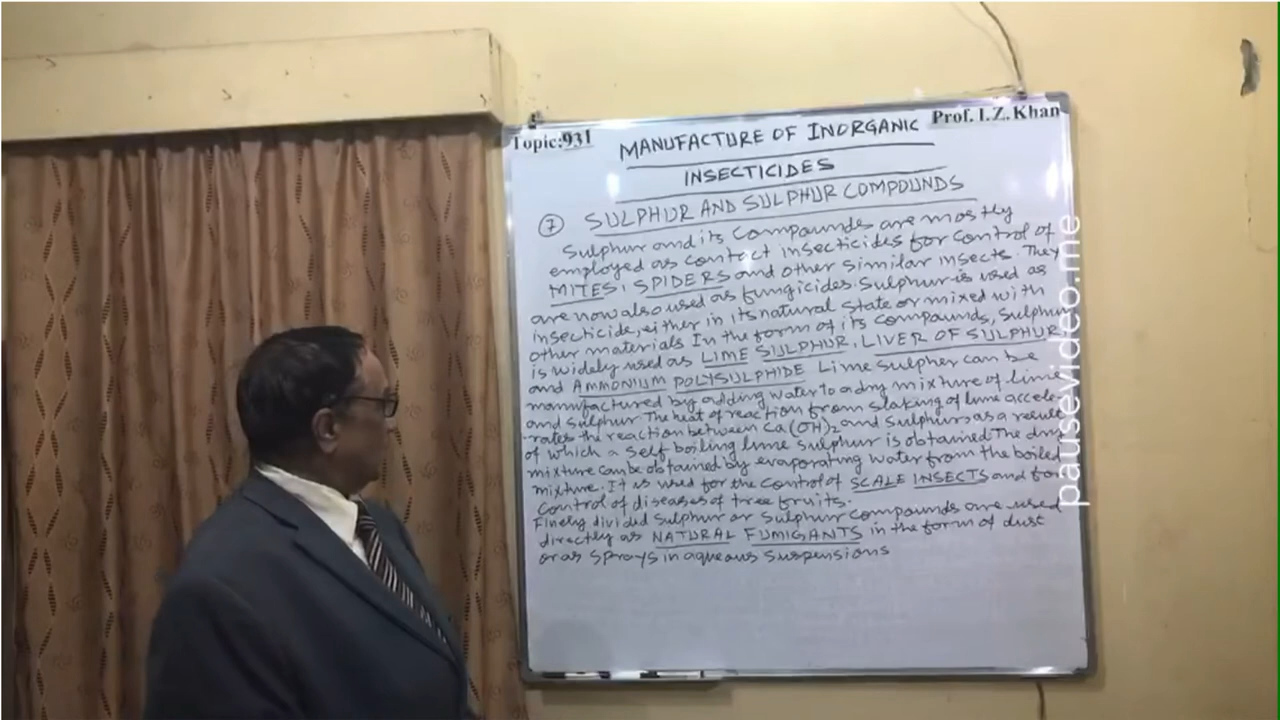 Topic:931
Prof. I.Z. Khan
MANUFACTURE OF INORGANIC
INSECTICIDES
7 SULPHUR AND SULPHUR COMPOUNDS
Sulphur and its compounds are mostly
employed as contact insecticides for control of
MITES, SPIDERS and other similar insects. They
are now also used as fungicides. Sulphur is used as
insecticide, either in its natural state or mixed with
other materials In the form of its compounds, Sulphur
is widely used as LIME SULPHUR, LIVER OF SULPHUR
and AMMONIUM POLYSULPHIDE Lime sulpher can be
manufactured by adding water to a dry mixture of lime
and sulphur. The heat of reaction from slaking of lime accele-
rates the reaction between Ca(OH)2 and sulphur, as a result
of which a self boiling lime sulphur is obtained. The dry
mixture can be obtained by evaporating water from the boiled
mixture. It is used for the control of SCALE INSECTS and for
control of diseases of tree fruits.
Finely divided sulphur or sulphur compounds are used
directly as NATURAL FUMIGANTS in the form of dust
or as sprays in aqueous suspensions
pausevideo.me